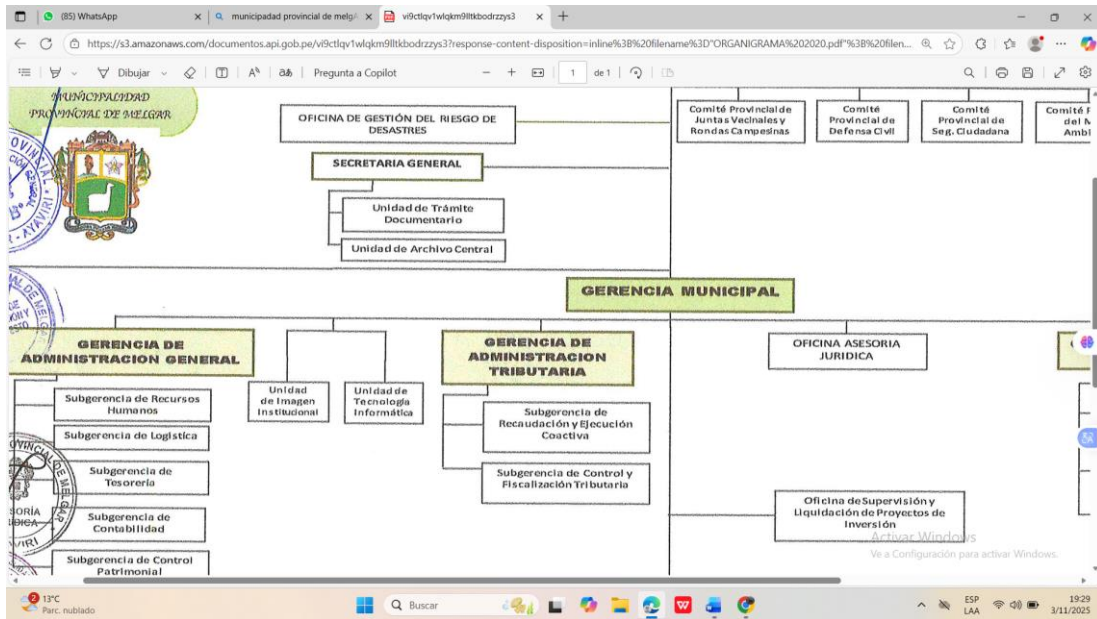 (85) WhatsApp
municipadad provincial de melga
vi9ctlqv1wlqkm9lltkbodrzzys3
https://s3.amazonaws.com/documentos.api.gob.pe/vi9ctlqv1wlqkm9lltkbodrzzys3?response-content-disposition=inline%3B%20filename%3D"ORGANIGRAMA%202020.pdf"%3B%20filen...
Dibujar
Pregunta a Copilot
1 de 1
MUNICIPALIDAD
PROVINCIAL DE MELGAR
OFICINA DE GESTIÓN DEL RIESGO DE
DESASTRES
Comité Provincial de
Juntas Vecinales y
Rondas Campesinas
Comité
Provincial de
Defensa Civil
Comité
Provincial de
Seg. Ciudadana
Comité
del
Ambi
SECRETARIA GENERAL
Unidad de Trámite
Documentario
Unidad de Archivo Central
GERENCIA MUNICIPAL
GERENCIA DE
ADMINISTRACION GENERAL
Unidad
de Imagen
Institucional
Unidad de
Tecnología
Informática
GERENCIA DE
ADMINISTRACION
TRIBUTARIA
OFICINA ASESORIA
JURIDICA
Subgerencia de Recursos
Humanos
Subgerencia de Logística
Subgerencia de
Tesorería
Subgerencia de
Contabilidad
Subgerencia de Control
Patrimonial
Subgerencia de
Recaudación y Ejecución
Coactiva
Subgerencia de Control y
Fiscalización Tributaria
Oficina de Supervisión y
Liquidación de Proyectos de
Inversión
Activar Windows
Ve a Configuración para activar Windows.
2
13°C
Parc. nublado
Buscar
ESP
LAA
19:29
3/11/2025